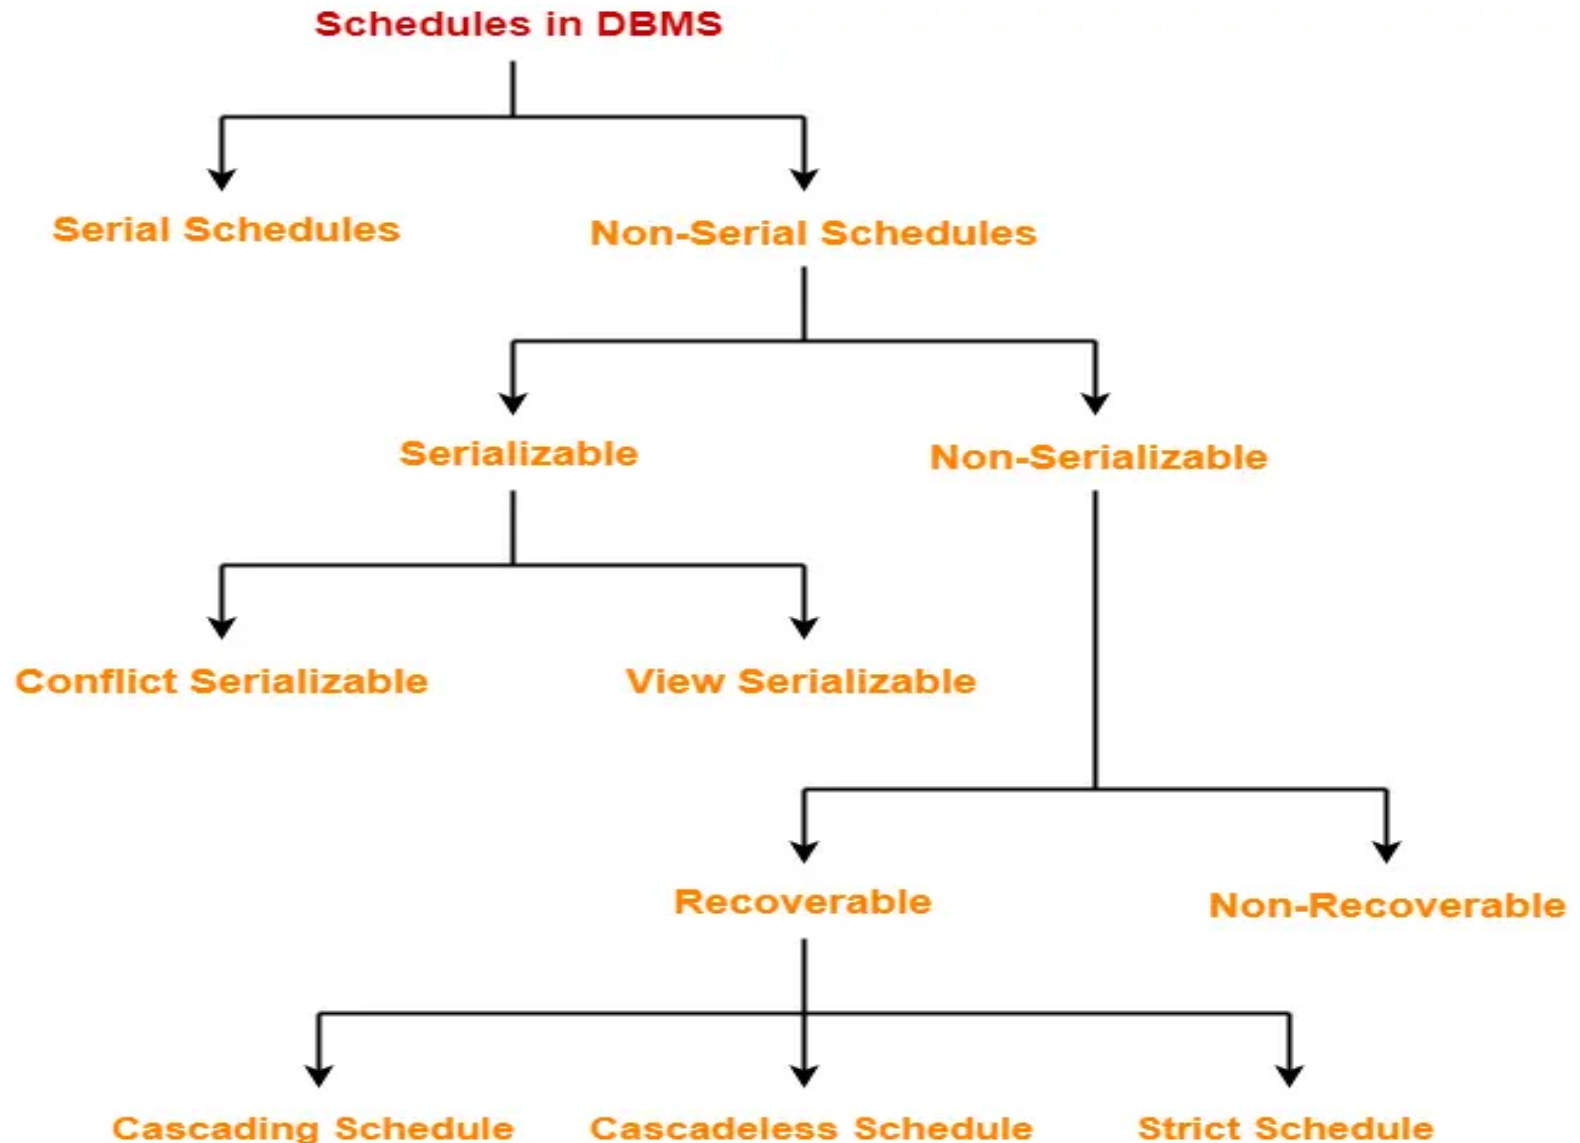 Schedules in DBMS
Serial Schedules
Non-Serial Schedules
Serializable
Non-Serializable
Conflict Serializable
View Serializable
Recoverable
Non-Recoverable
Cascading Schedule
Cascadeless Schedule
Strict Schedule